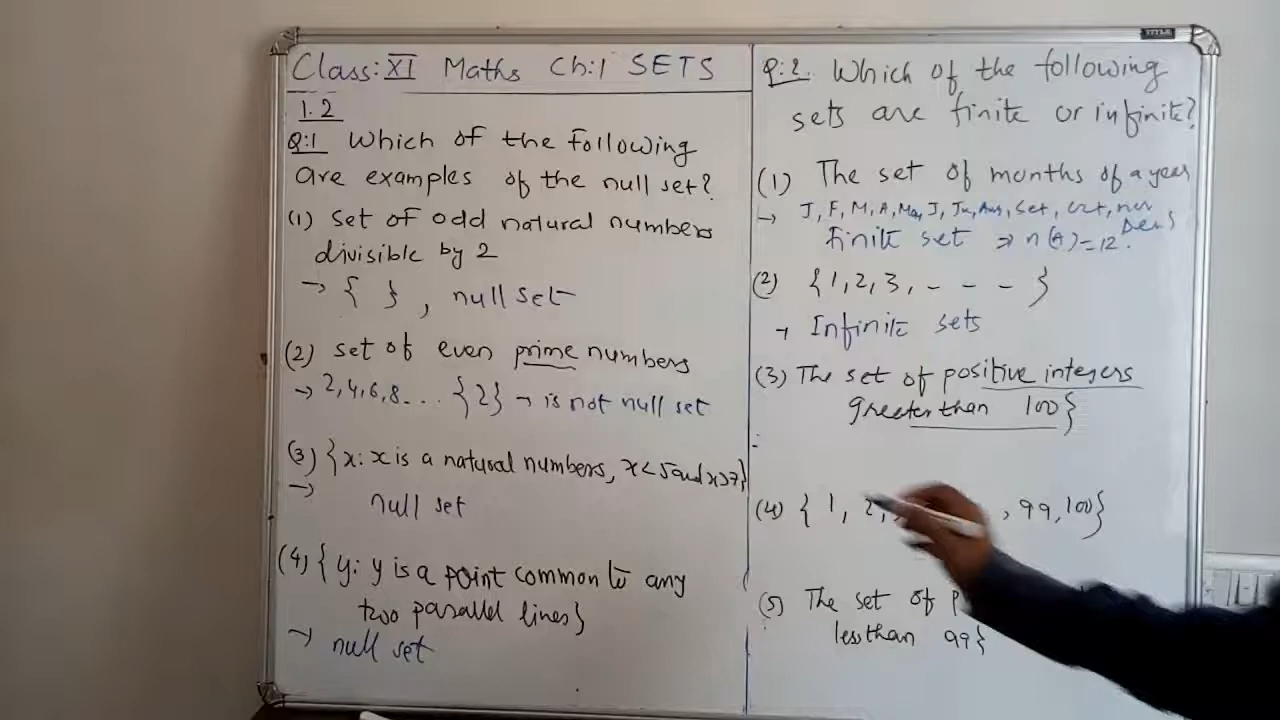 TITLE
Class: XI Maths Ch:1 SETS
1.2
Q:1 Which of the following
are examples of the null set?
(1) set of odd natural numbers
divisible by 2
→ { } , null set
(2) set of even prime numbers
→ 2,4,6,8... {2} → is not null set
(3) {x: x is a natural numbers, x<5 and x>7}
→ null set
(4) { y: y is a point common to any
two parallel lines}
→ null set
Q:2. Which of the following
sets are finite or infinite?
(1) The set of months of a year
→ J, F, M, A, Ma, J, Ju, Aus, Set, Oct, nov
Dec}
Finite set ⇒ n(A)=12.
(2) {1,2,3, - - - }
→ Infinite sets
(3) The set of positive integers
greater than 100}
(4) { 1, 2, , 99, 100}
(5) The set of
less than 99}